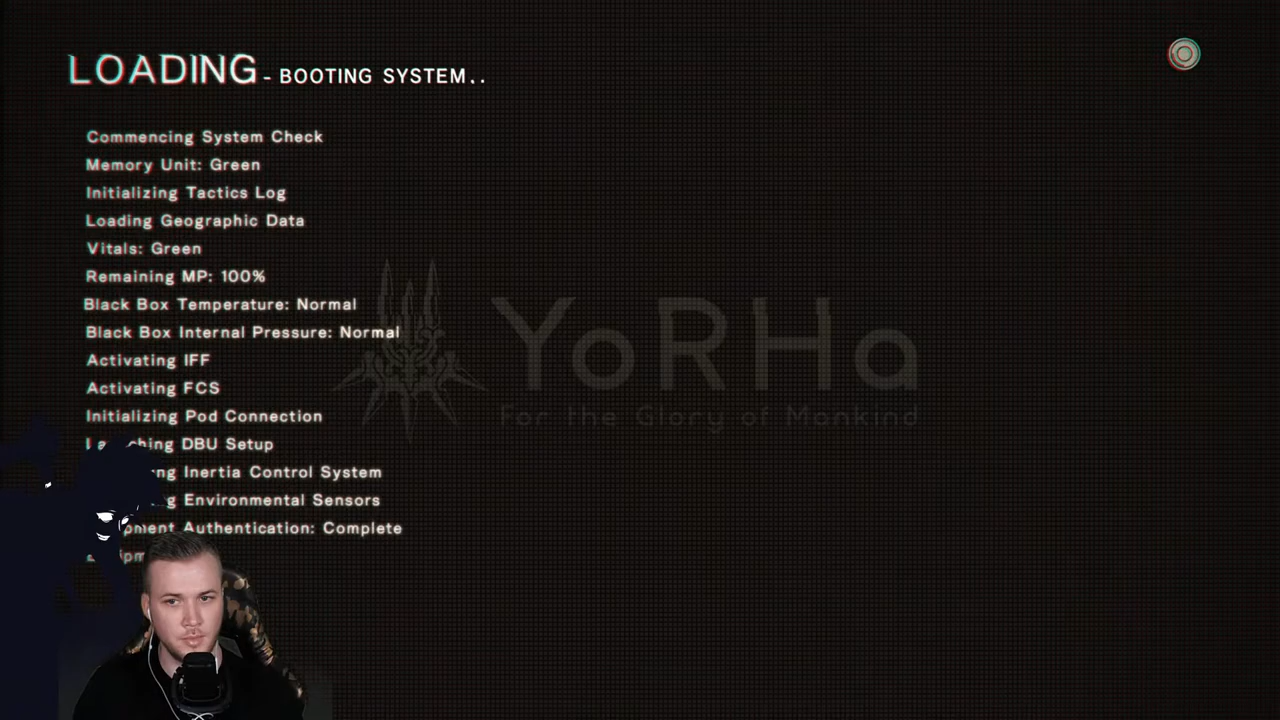 LOADING - BOOTING SYSTEM..
Commencing System Check
Memory Unit: Green
Initializing Tactics Log
Loading Geographic Data
Vitals: Green
Remaining MP: 100%
Black Box Temperature: Normal
Black Box Internal Pressure: Normal
Activating IFF
Activating FCS
Initializing Pod Connection
DBU Setup
Inertia Control System
Environmental Sensors
Authentication: Complete
YoRHa
For the Glory of Mankind